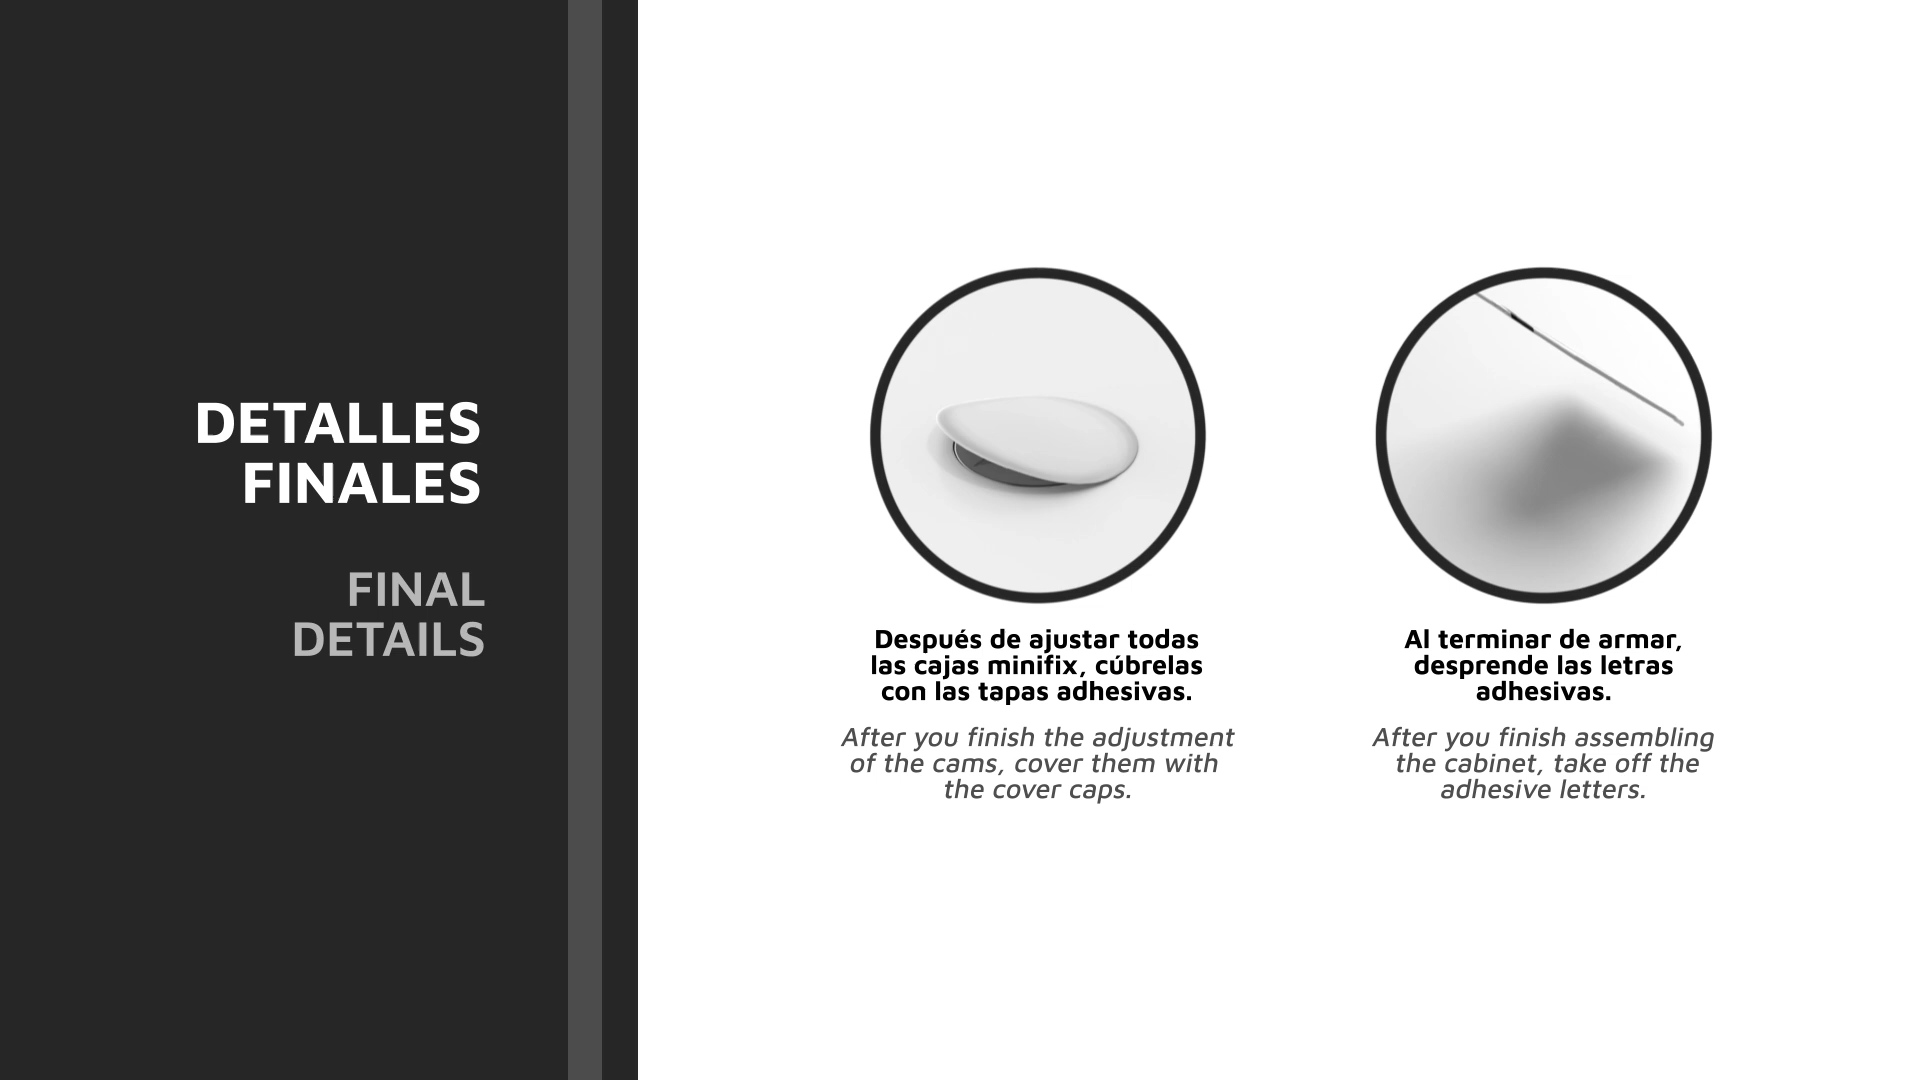 DETALLES
FINALES
FINAL
DETAILS
Después de ajustar todas
las cajas minifix, cúbrelas
con las tapas adhesivas.
After you finish the adjustment
of the cams, cover them with
the cover caps.
Al terminar de armar,
desprende las letras
adhesivas.
After you finish assembling
the cabinet, take off the
adhesive letters.